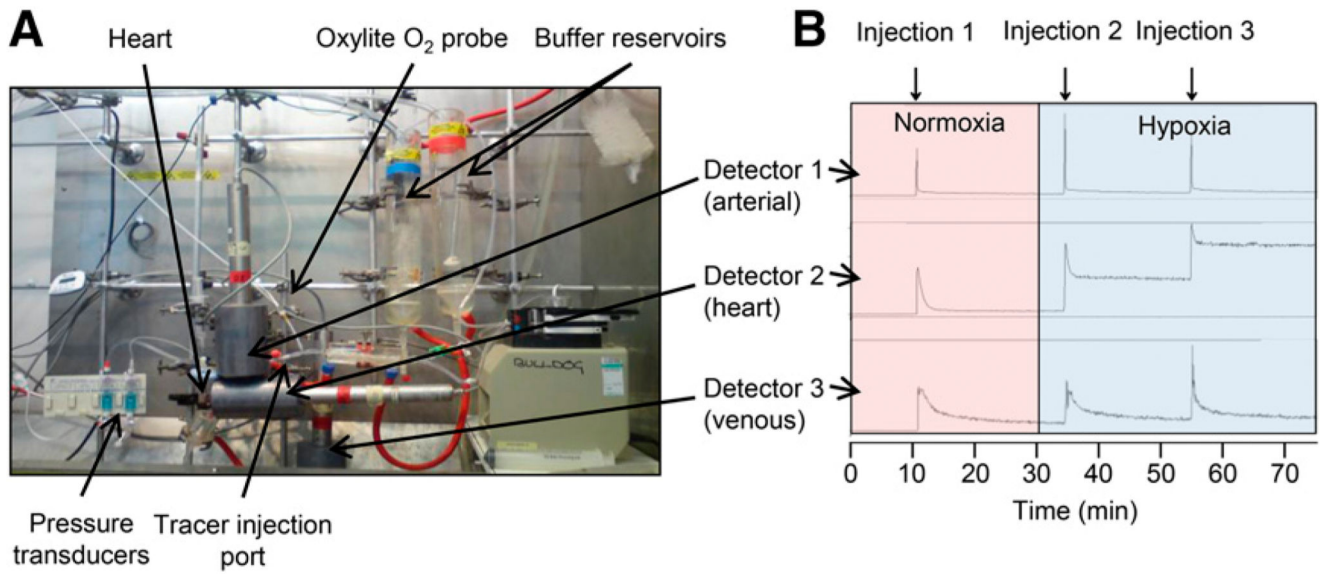 A
Heart
Oxylite O₂ probe
Buffer reservoirs
BULL-DOG
Pressure
transducers
Tracer injection
port
B
Injection 1
Injection 2
Injection 3
Normoxia
Hypoxia
Detector 1
(arterial)
Detector 2
(heart)
Detector 3
(venous)
0 10 20 30 40 50 60 70
Time (min)